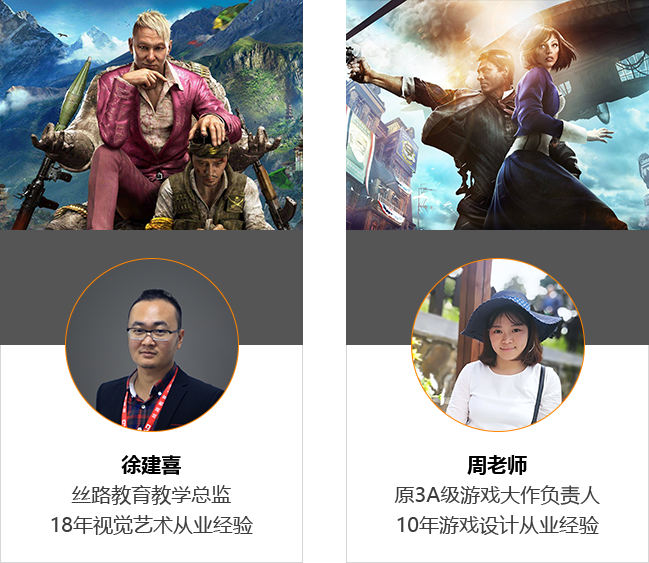 徐建喜
丝路教育教学总监
18年视觉艺术从业经验
周老师
原3A级游戏大作负责人
10年游戏设计从业经验